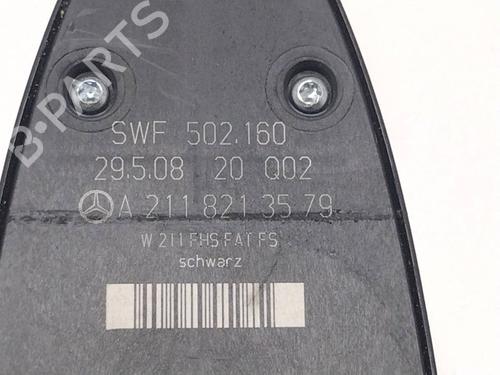 SWF 502.160
29.5.08 20 Q02
A 211 821 35 79
W 211 FHS FAT FS
schwarz
B-PARTS